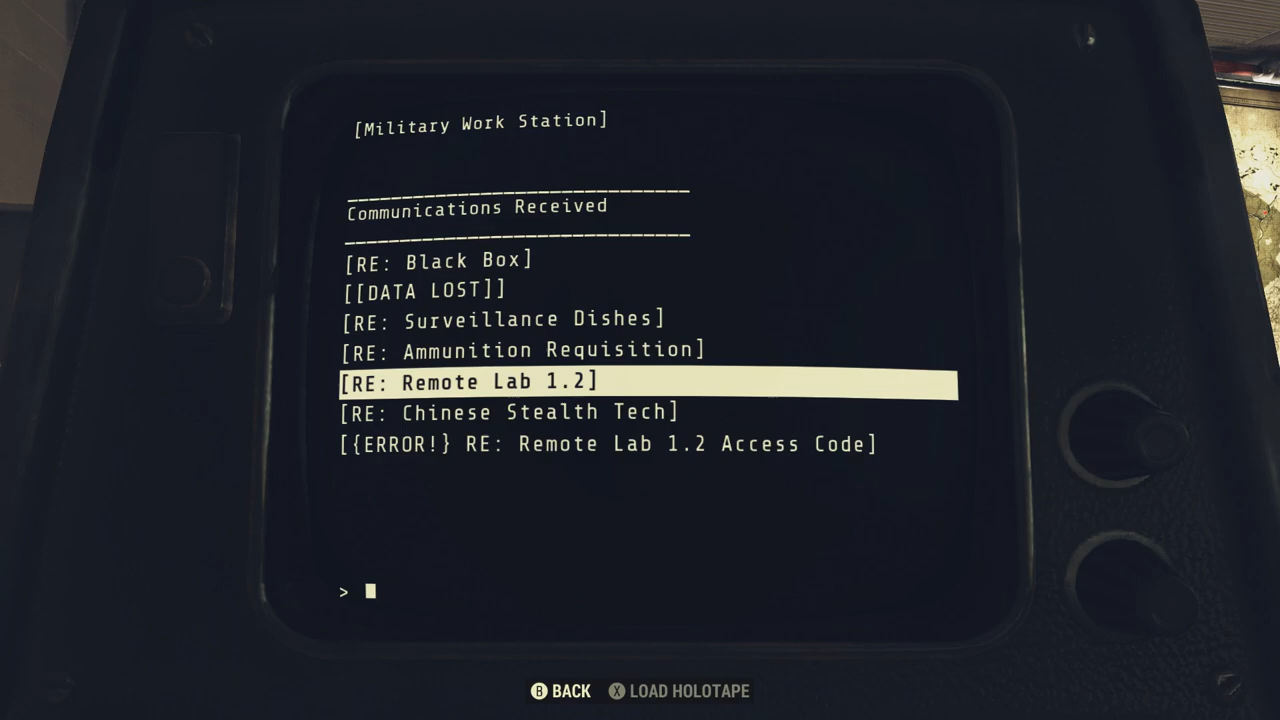 [Military Work Station]
Communications Received
[RE: Black Box]
[[DATA LOST]]
[RE: Surveillance Dishes]
[RE: Ammunition Requisition]
[RE: Remote Lab 1.2]
[RE: Chinese Stealth Tech]
[{ERROR!} RE: Remote Lab 1.2 Access Code]
>
B BACK X LOAD HOLOTAPE